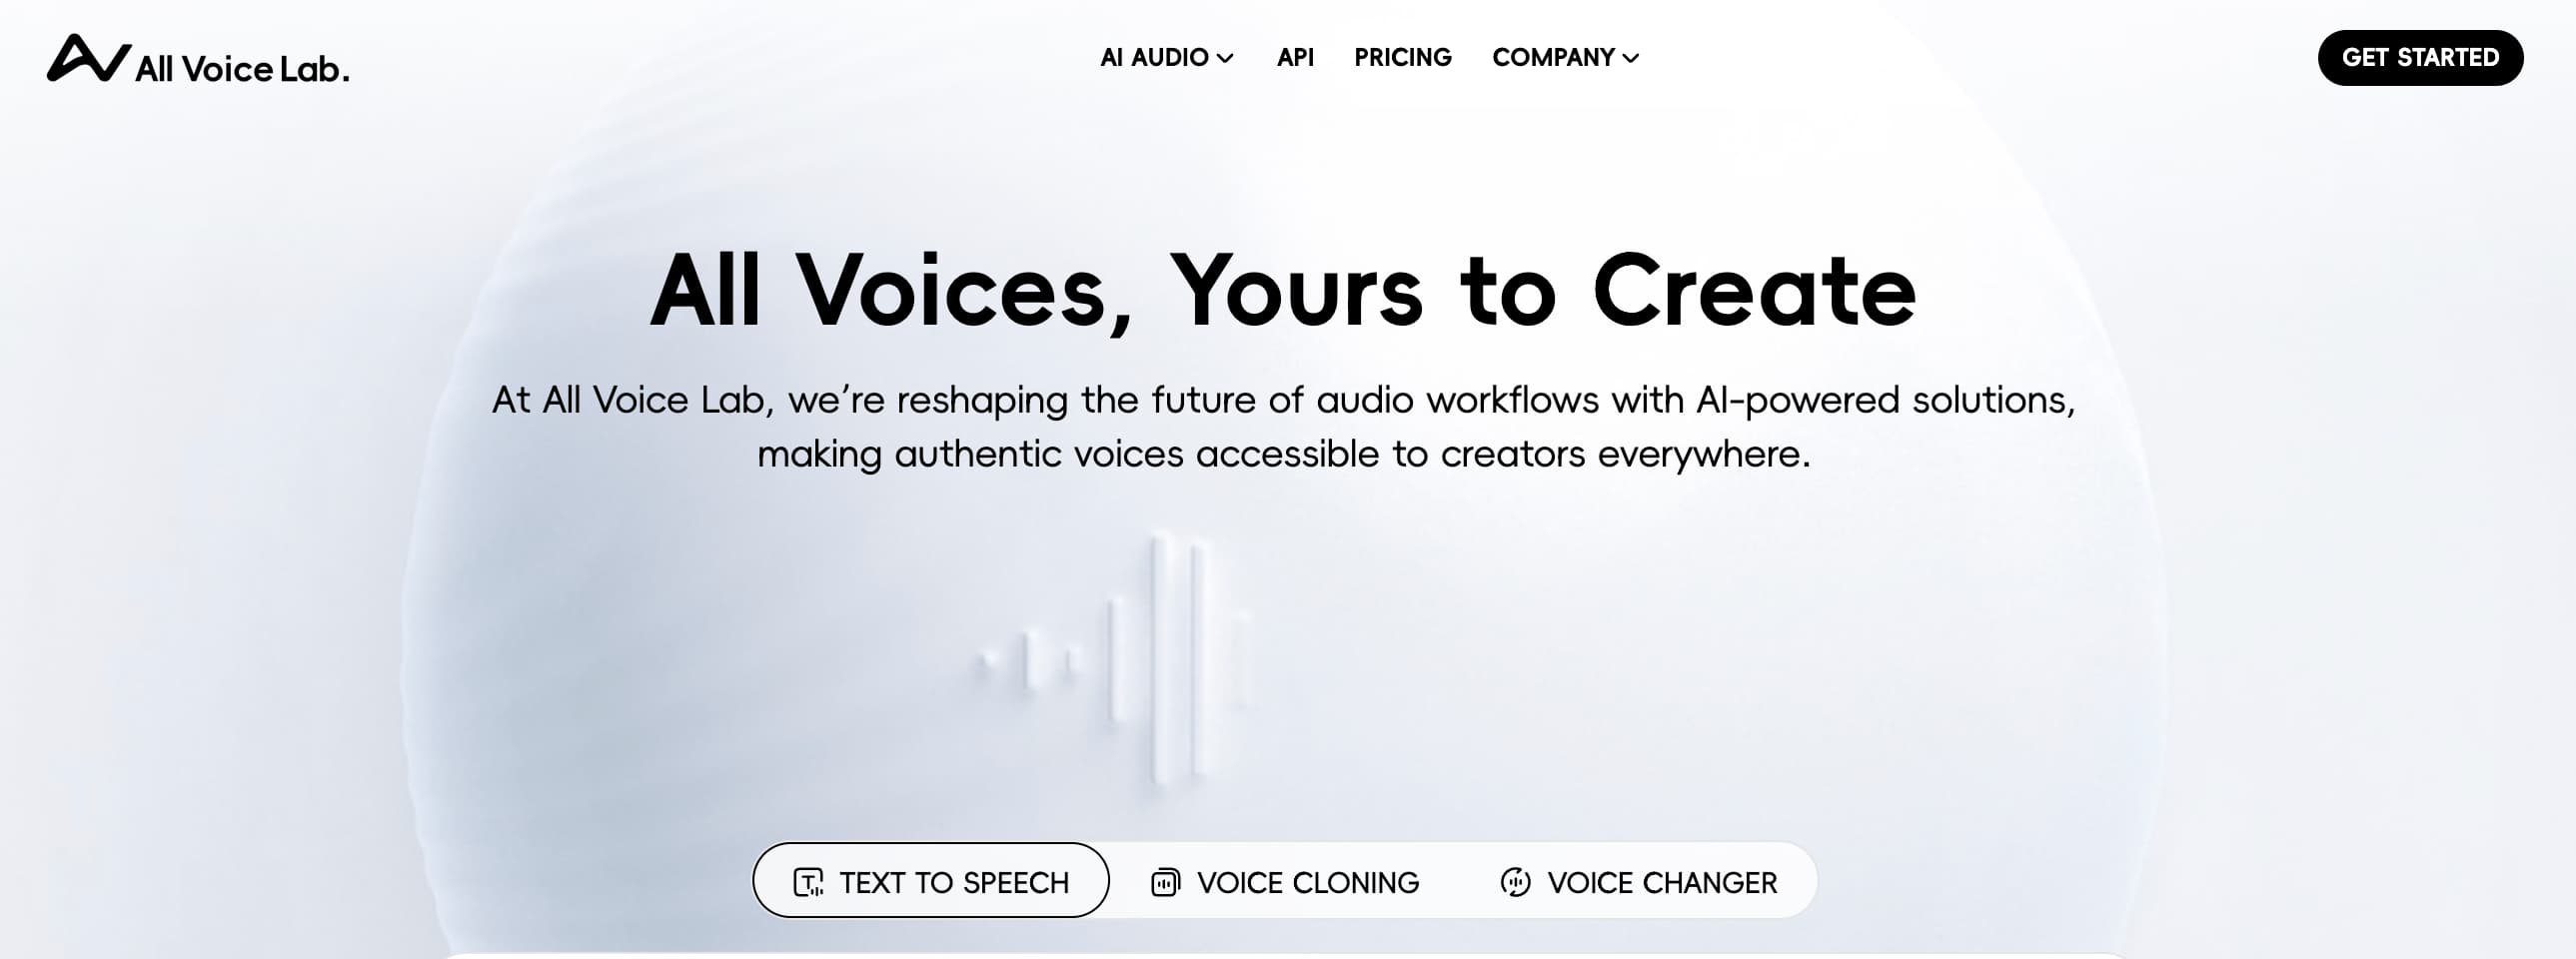 All Voice Lab.
AI AUDIO
API
PRICING
COMPANY
GET STARTED
All Voices, Yours to Create
At All Voice Lab, we’re reshaping the future of audio workflows with AI-powered solutions,
making authentic voices accessible to creators everywhere.
TEXT TO SPEECH
VOICE CLONING
VOICE CHANGER